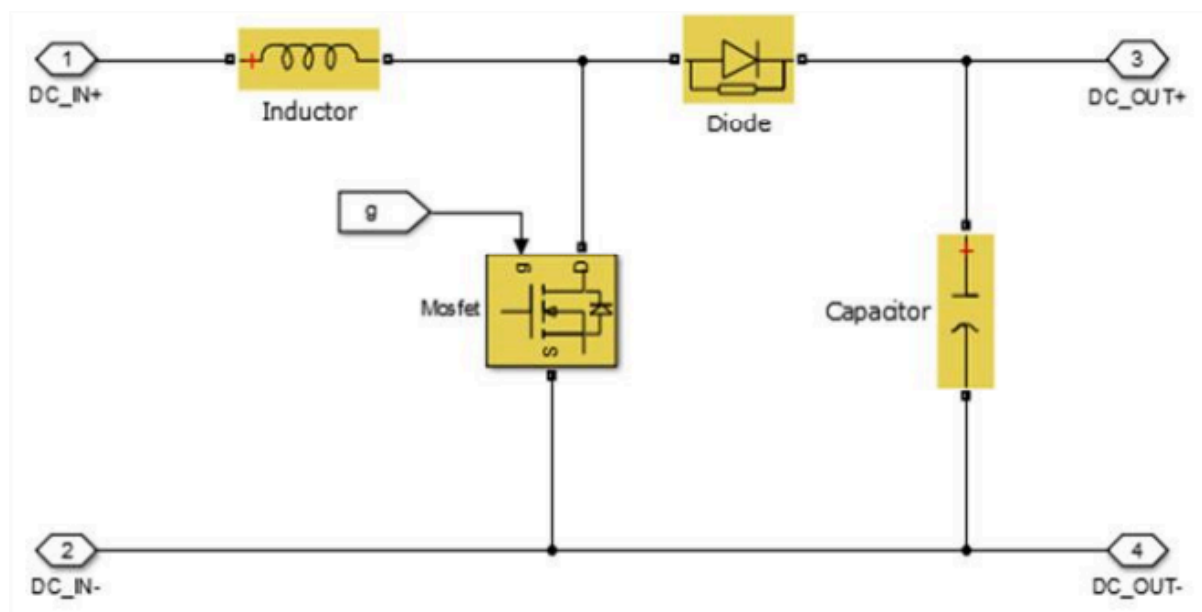 1
DC_IN+
Inductor
Diode
3
DC_OUT+
g
Mosfet
g
D
S
Capacitor
2
DC_IN-
4
DC_OUT-